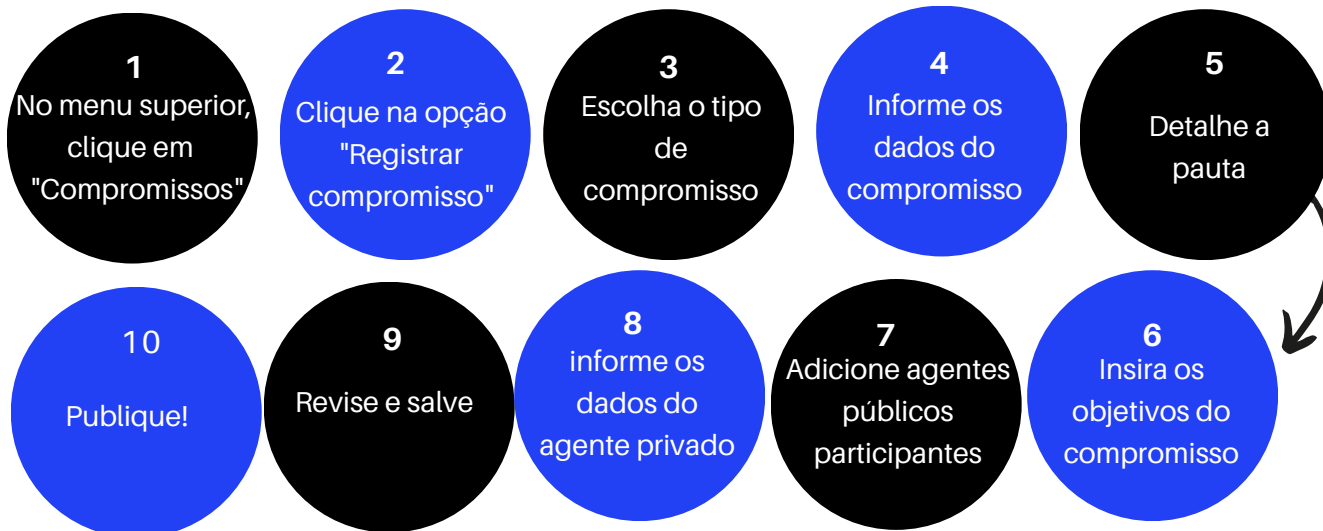 1
No menu superior,
clique em
"Compromissos"
2
Clique na opção
"Registrar
compromisso"
3
Escolha o tipo
de
compromisso
4
Informe os
dados do
compromisso
5
Detalhe a
pauta
6
Insira os
objetivos do
compromisso
7
Adicione agentes
públicos
participantes
8
informe os
dados do
agente privado
9
Revise e salve
10
Publique!